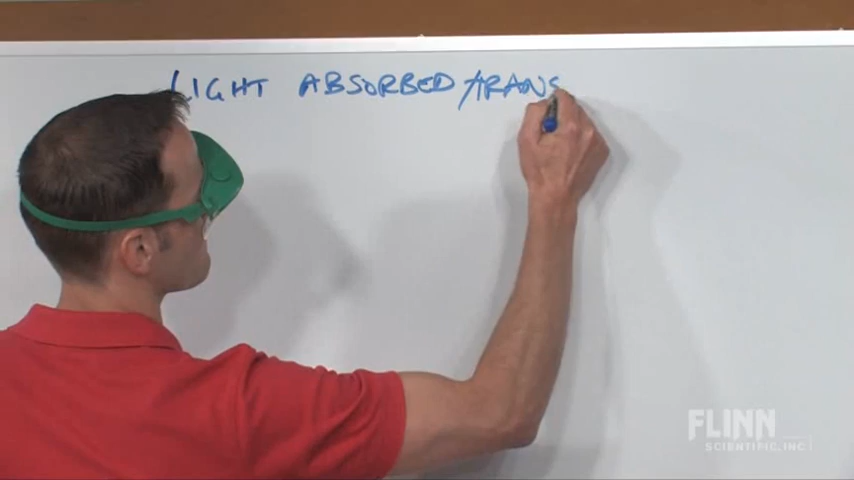 LIGHT ABSORBED/TRANS
FLINN
SCIENTIFIC, INC